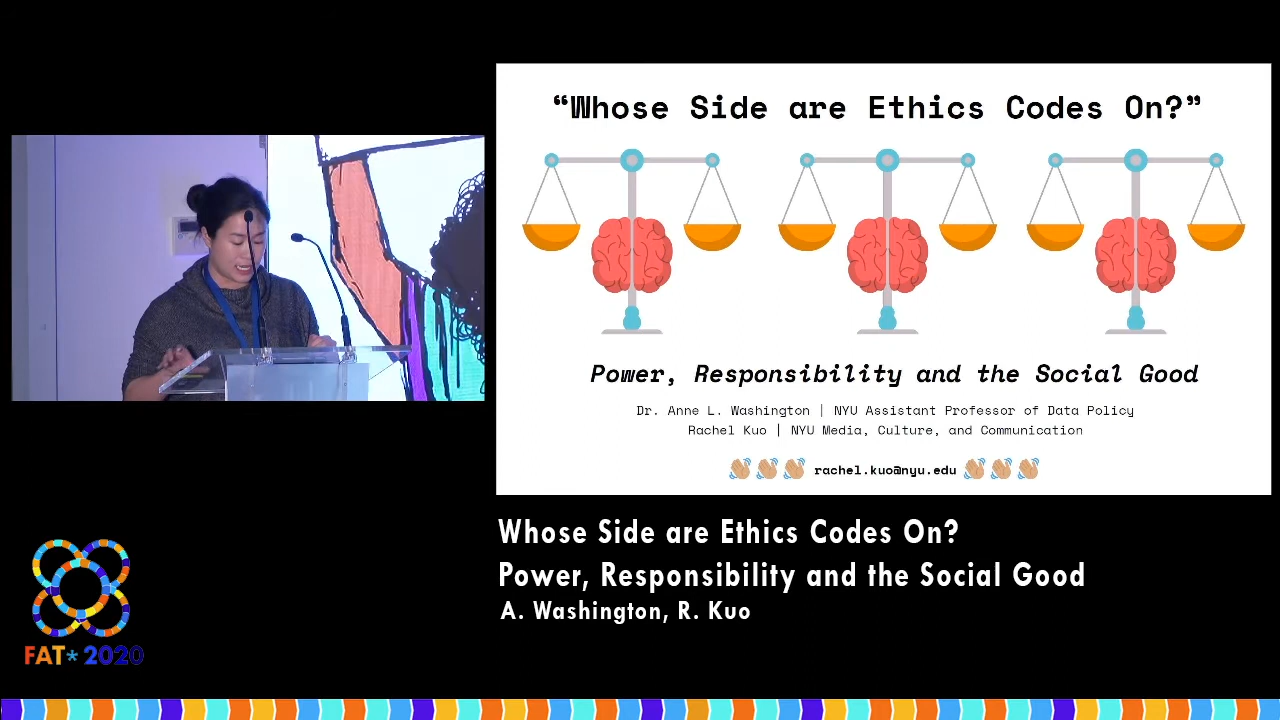 “Whose Side are Ethics Codes On?”
Power, Responsibility and the Social Good
Dr. Anne L. Washington | NYU Assistant Professor of Data Policy
Rachel Kuo | NYU Media, Culture, and Communication
rachel.kuo@nyu.edu
Whose Side are Ethics Codes On?
Power, Responsibility and the Social Good
A. Washington, R. Kuo
FAT* 2020